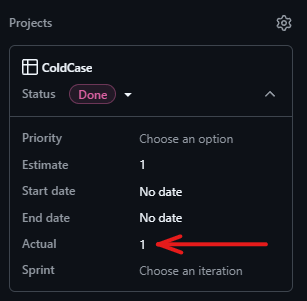 Projects
ColdCase
Status Done
Priority Choose an option
Estimate 1
Start date No date
End date No date
Actual 1
Sprint Choose an iteration